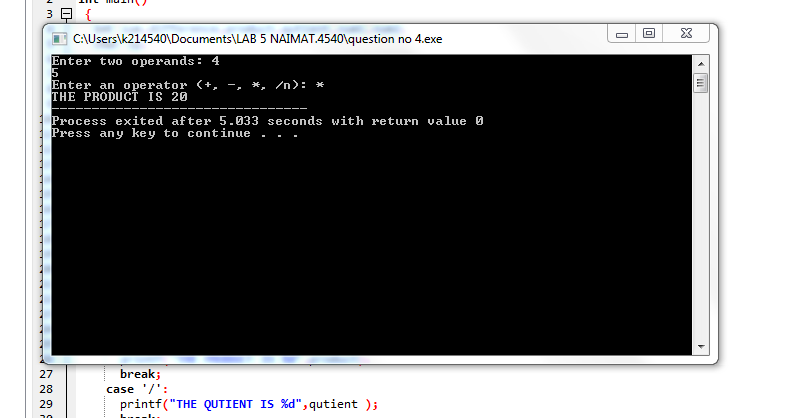 int main()
3 {
C:\Users\k214540\Documents\LAB 5 NAIMAT.4540\question no 4.exe
Enter two operands: 4
5
Enter an operator (+, -, *, /n): *
THE PRODUCT IS 20
--------------------------------
Process exited after 5.033 seconds with return value 0
Press any key to continue . . .
27 break;
28 case '/':
29 printf("THE QUTIENT IS %d",qutient );